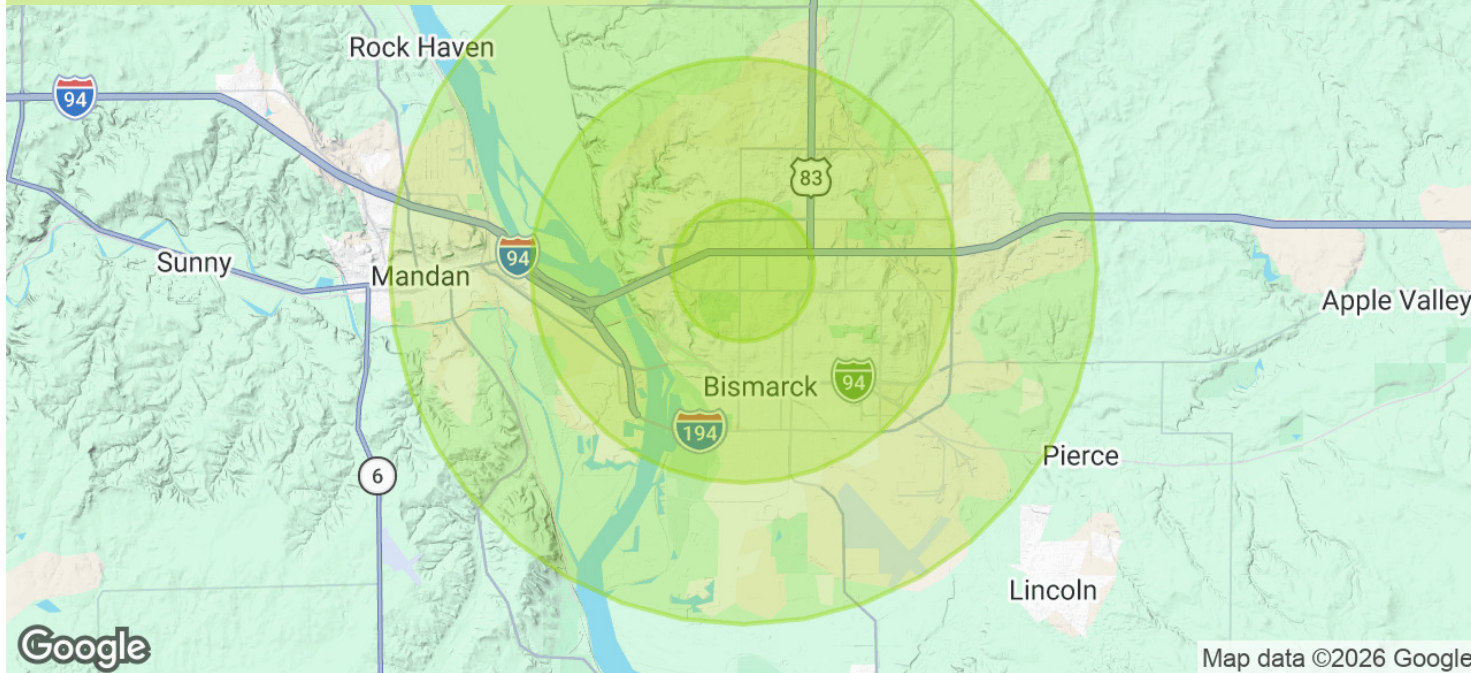 Rock Haven
94
83
94
Sunny
Mandan
Apple Valley
Bismarck
94
194
Pierce
6
Lincoln
Google
Map data ©2026 Google